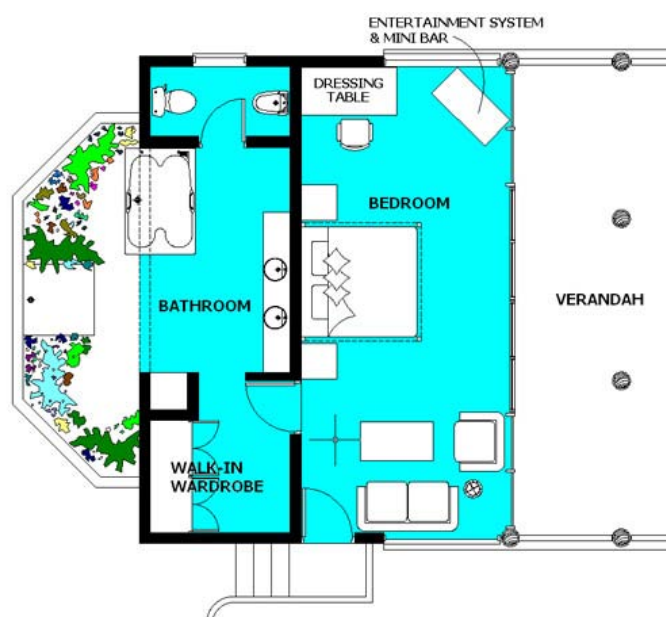 ENTERTAINMENT SYSTEM
& MINI BAR
DRESSING
TABLE
BEDROOM
BATHROOM
VERANDAH
WALK-IN
WARDROBE